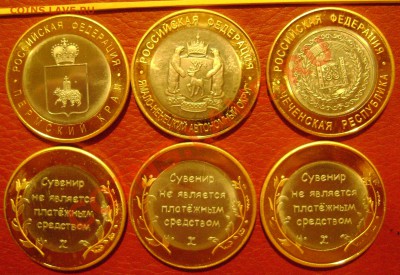 COINS.LAVE.RU
РОССИЙСКАЯ ФЕДЕРАЦИЯ
ПЕРМСКИЙ КРАЙ
РОССИЙСКАЯ ФЕДЕРАЦИЯ
ЯМАЛО-НЕНЕЦКИЙ АВТОНОМНЫЙ ОКРУГ
РОССИЙСКАЯ ФЕДЕРАЦИЯ
ЧЕЧЕНСКАЯ РЕСПУБЛИКА
Сувенир
не является
платёжным
средством
Сувенир
не является
платёжным
средством
Сувенир
не является
платёжным
средством